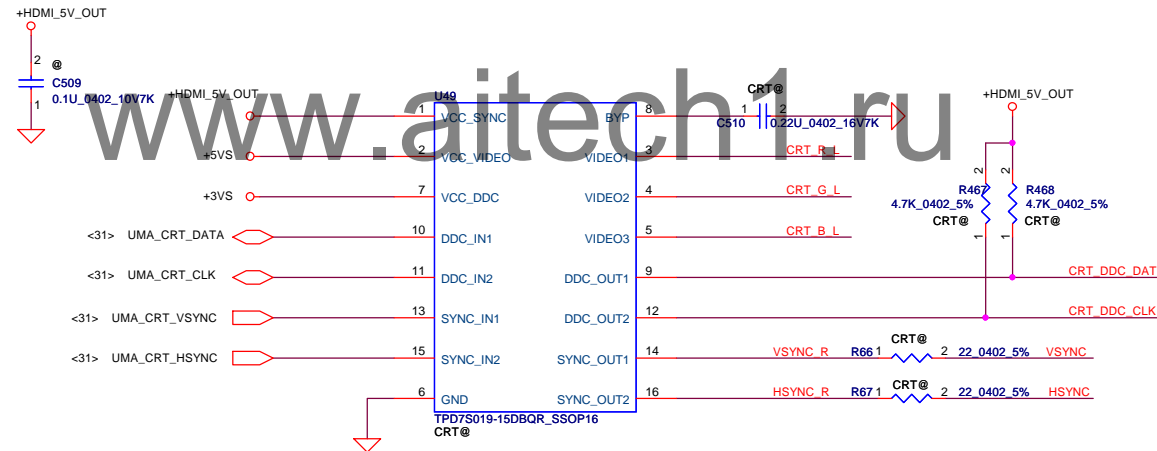 +HDMI_5V_OUT
2 @
C509
1 0.1U_0402_10V7K
www.aitech1.ru
+HDMI_5V_OUT
U49
1 VCC_SYNC
BYP 8
CRT@
1 2
C510 0.22U_0402_16V7K
+HDMI_5V_OUT
+5VS 2 VCC_VIDEO
VIDEO1 3 CRT_R_L
+3VS 7 VCC_DDC
VIDEO2 4 CRT_G_L
2 2
R467 R468
4.7K_0402_5% 4.7K_0402_5%
CRT@ CRT@
1 1
<31> UMA_CRT_DATA 10 DDC_IN1
VIDEO3 5 CRT_B_L
<31> UMA_CRT_CLK 11 DDC_IN2
DDC_OUT1 9 CRT_DDC_DAT
<31> UMA_CRT_VSYNC 13 SYNC_IN1
DDC_OUT2 12 CRT_DDC_CLK
CRT@
<31> UMA_CRT_HSYNC 15 SYNC_IN2
SYNC_OUT1 14 VSYNC_R R66 1 2 22_0402_5% VSYNC
CRT@
6 GND
SYNC_OUT2 16 HSYNC_R R67 1 2 22_0402_5% HSYNC
TPD7S019-15DBQR_SSOP16
CRT@